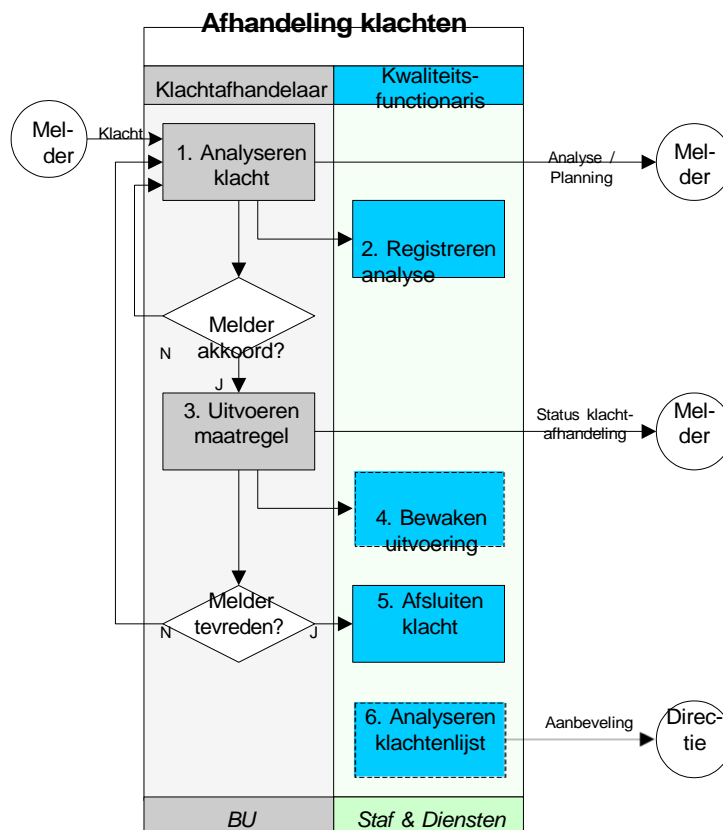 Afhandeling klachten
Klachtafhandelaar
Kwaliteits-
functionaris
Mel-
der
Klacht
1. Analyseren
klacht
Analyse /
Planning
Mel-
der
2. Registreren
analyse
Melder
akkoord?
N
J
3. Uitvoeren
maatregel
Status klacht-
afhandeling
Mel-
der
4. Bewaken
uitvoering
Melder
tevreden?
N
J
5. Afsluiten
klacht
6. Analyseren
klachtenlijst
Aanbeveling
Direc-
tie
BU
Staf & Diensten